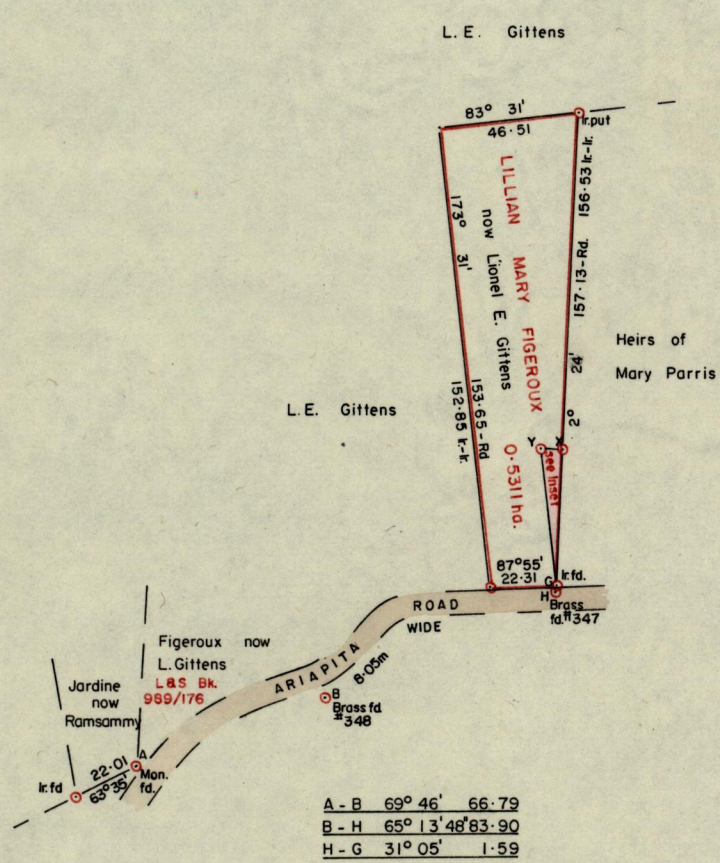 L.E. Gittens
83° 31'
46·51
Ir.put
156·53 Ir-Ir.
157·13-Rd.
24'
2°
173° 31'
153·65-Rd
152·85 Ir-Ir.
LILLIAN MARY FIGEROUX
now Lionel E. Gittens
0·5311 ha.
Heirs of
Mary Parris
L.E. Gittens
Y
X
see Inset
87°55'
22·31
G
Ir.fd.
H
Brass
fd.#347
ROAD
WIDE
ARIAPITA
8·05m
B
Brass fd
#348
Figeroux now
L.Gittens
L&S Bk.
989/176
Jardine
now
Ramsammy
A
Mon.
fd.
22·01
63°35'
Ir.fd
A - B 69° 46' 66·79
B - H 65° 13'48" 83·90
H - G 31° 05' 1·59